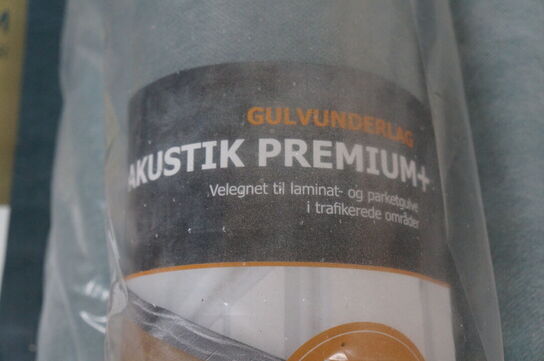 GULVUNDERLAG
AKUSTIK PREMIUM+
Velegnet til laminat- og parketgulve
i trafikerede områder